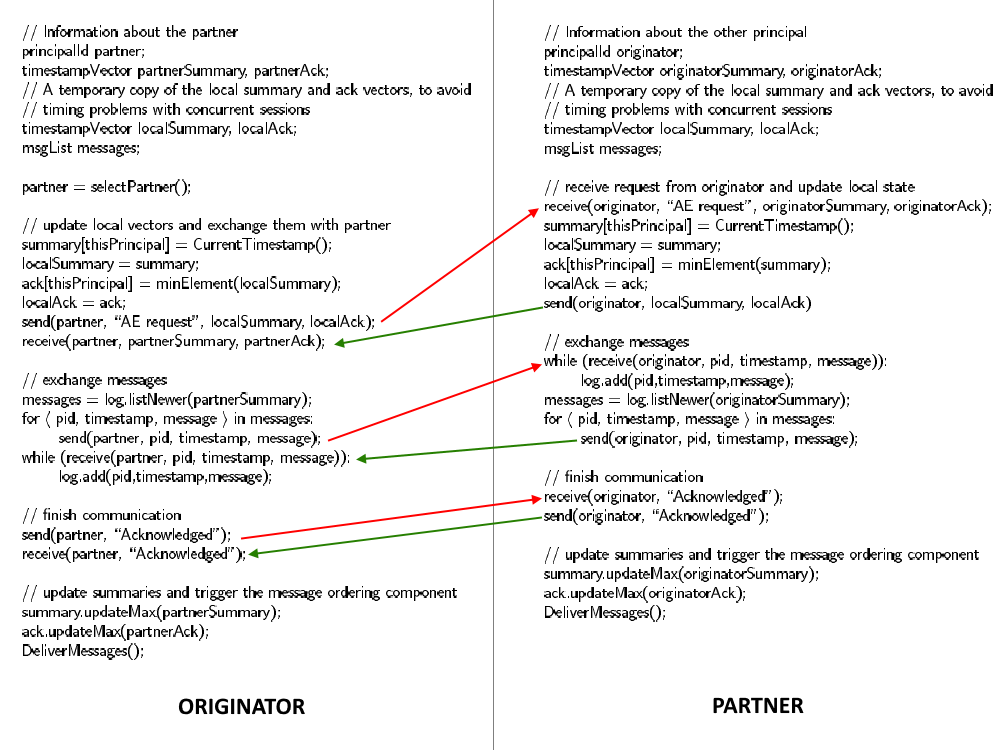 // Information about the partner
principalId partner;
timestampVector partnerSummary, partnerAck;
// A temporary copy of the local summary and ack vectors, to avoid
// timing problems with concurrent sessions
timestampVector localSummary, localAck;
msgList messages;
partner = selectPartner();
// update local vectors and exchange them with partner
summary[thisPrincipal] = CurrentTimestamp();
localSummary = summary;
ack[thisPrincipal] = minElement(localSummary);
localAck = ack;
send(partner, “AE request”, localSummary, localAck);
receive(partner, partnerSummary, partnerAck);
// exchange messages
messages = log.listNewer(partnerSummary);
for ⟨ pid, timestamp, message ⟩ in messages:
send(partner, pid, timestamp, message);
while (receive(partner, pid, timestamp, message)):
log.add(pid,timestamp,message);
// finish communication
send(partner, “Acknowledged”);
receive(partner, “Acknowledged”);
// update summaries and trigger the message ordering component
summary.updateMax(partnerSummary);
ack.updateMax(partnerAck);
DeliverMessages();
ORIGINATOR
// Information about the other principal
principalId originator;
timestampVector originatorSummary, originatorAck;
// A temporary copy of the local summary and ack vectors, to avoid
// timing problems with concurrent sessions
timestampVector localSummary, localAck;
msgList messages;
// receive request from originator and update local state
receive(originator, “AE request”, originatorSummary, originatorAck);
summary[thisPrincipal] = CurrentTimestamp();
localSummary = summary;
ack[thisPrincipal] = minElement(summary);
localAck = ack;
send(originator, localSummary, localAck)
// exchange messages
while (receive(originator, pid, timestamp, message)):
log.add(pid,timestamp,message);
messages = log.listNewer(originatorSummary);
for ⟨ pid, timestamp, message ⟩ in messages:
send(originator, pid, timestamp, message);
// finish communication
receive(originator, “Acknowledged”);
send(originator, “Acknowledged”);
// update summaries and trigger the message ordering component
summary.updateMax(originatorSummary);
ack.updateMax(originatorAck);
DeliverMessages();
PARTNER